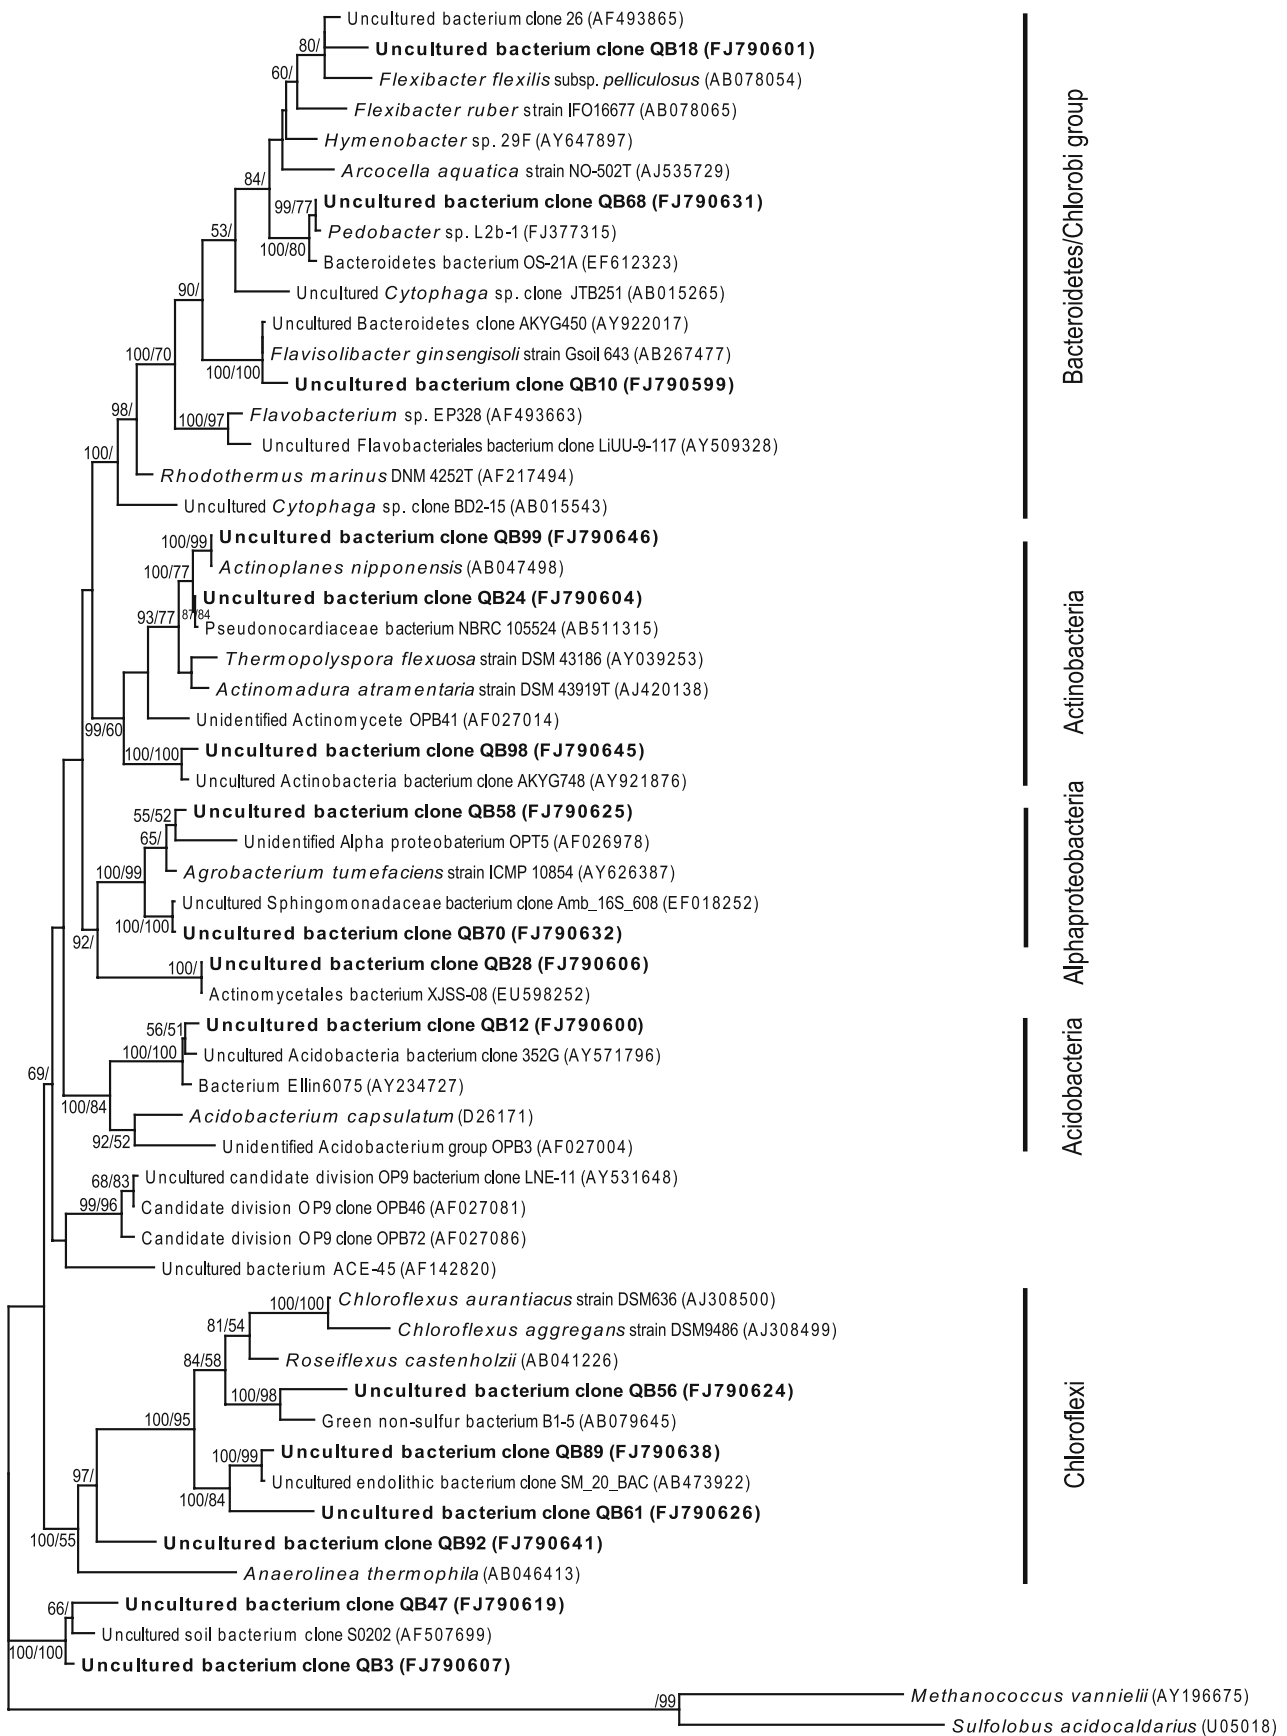 Uncultured bacterium clone 26 (AF493865)
80/
Uncultured bacterium clone QB18 (FJ790601)
60/
Flexibacter flexilis subsp. pelliculosus (AB078054)
Flexibacter ruber strain IFO16677 (AB078065)
Hymenobacter sp. 29F (AY647897)
Arcocella aquatica strain NO-502T (AJ535729)
84/
99/77
Uncultured bacterium clone QB68 (FJ790631)
53/
Pedobacter sp. L2b-1 (FJ377315)
100/80
Bacteroidetes bacterium OS-21A (EF612323)
90/
Uncultured Cytophaga sp. clone JTB251 (AB015265)
Uncultured Bacteroidetes clone AKYG450 (AY922017)
100/70
Flavisolibacter ginsengisoli strain Gsoil 643 (AB267477)
100/100
Uncultured bacterium clone QB10 (FJ790599)
98/
100/97
Flavobacterium sp. EP328 (AF493663)
Uncultured Flavobacteriales bacterium clone LiUU-9-117 (AY509328)
100/
Rhodothermus marinus DNM 4252T (AF217494)
Uncultured Cytophaga sp. clone BD2-15 (AB015543)
Bacteroidetes/Chlorobi group
100/99
Uncultured bacterium clone QB99 (FJ790646)
100/77
Actinoplanes nipponensis (AB047498)
Uncultured bacterium clone QB24 (FJ790604)
93/77
87/84
Pseudonocardiaceae bacterium NBRC 105524 (AB511315)
Thermopolyspora flexuosa strain DSM 43186 (AY039253)
Actinomadura atramentaria strain DSM 43919T (AJ420138)
99/60
Unidentified Actinomycete OPB41 (AF027014)
100/100
Uncultured bacterium clone QB98 (FJ790645)
Uncultured Actinobacteria bacterium clone AKYG748 (AY921876)
Actinobacteria
55/52
Uncultured bacterium clone QB58 (FJ790625)
65/
Unidentified Alpha proteobaterium OPT5 (AF026978)
100/99
Agrobacterium tumefaciens strain ICMP 10854 (AY626387)
Uncultured Sphingomonadaceae bacterium clone Amb_16S_608 (EF018252)
100/100
Uncultured bacterium clone QB70 (FJ790632)
Alphaproteobacteria
92/
100/
Uncultured bacterium clone QB28 (FJ790606)
Actinomycetales bacterium XJSS-08 (EU598252)
56/51
Uncultured bacterium clone QB12 (FJ790600)
100/100
Uncultured Acidobacteria bacterium clone 352G (AY571796)
69/
Bacterium Ellin6075 (AY234727)
100/84
Acidobacterium capsulatum (D26171)
92/52
Unidentified Acidobacterium group OPB3 (AF027004)
Acidobacteria
68/83
Uncultured candidate division OP9 bacterium clone LNE-11 (AY531648)
99/96
Candidate division OP9 clone OPB46 (AF027081)
Candidate division OP9 clone OPB72 (AF027086)
Uncultured bacterium ACE-45 (AF142820)
100/100
Chloroflexus aurantiacus strain DSM636 (AJ308500)
81/54
Chloroflexus aggregans strain DSM9486 (AJ308499)
84/58
Roseiflexus castenholzii (AB041226)
100/98
Uncultured bacterium clone QB56 (FJ790624)
100/95
Green non-sulfur bacterium B1-5 (AB079645)
100/99
Uncultured bacterium clone QB89 (FJ790638)
97/
Uncultured endolithic bacterium clone SM_20_BAC (AB473922)
100/84
Uncultured bacterium clone QB61 (FJ790626)
100/55
Uncultured bacterium clone QB92 (FJ790641)
Anaerolinea thermophila (AB046413)
Chloroflexi
66/
Uncultured bacterium clone QB47 (FJ790619)
Uncultured soil bacterium clone S0202 (AF507699)
100/100
Uncultured bacterium clone QB3 (FJ790607)
/99
Methanococcus vannielii (AY196675)
Sulfolobus acidocaldarius (U05018)